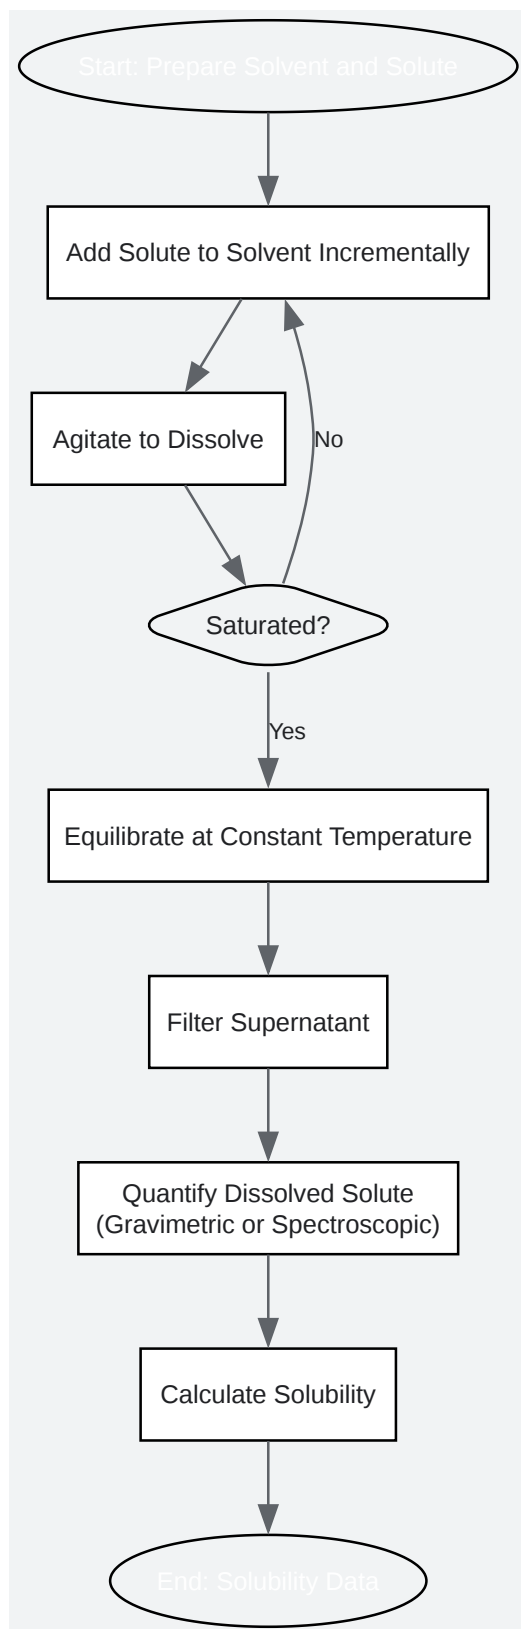 Start: Prepare Solvent and Solute
Add Solute to Solvent Incrementally
Agitate to Dissolve
No
Saturated?
Yes
Equilibrate at Constant Temperature
Filter Supernatant
Quantify Dissolved Solute
(Gravimetric or Spectroscopic)
Calculate Solubility
End: Solubility Data